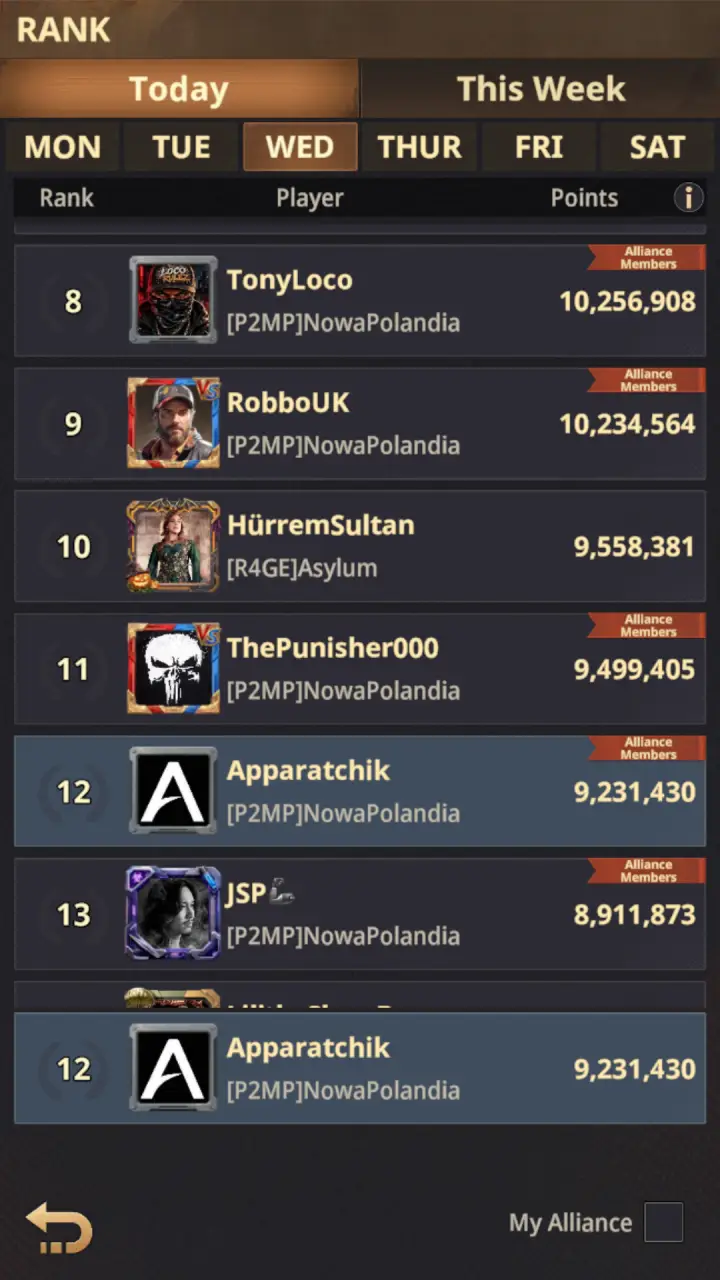 RANK
Today
This Week
MON
TUE
WED
THUR
FRI
SAT
Rank
Player
Points
Alliance
Members
8
TonyLoco
[P2MP]NowaPolandia
10,256,908
Alliance
Members
9
RobboUK
[P2MP]NowaPolandia
10,234,564
10
HürremSultan
[R4GE]Asylum
9,558,381
Alliance
Members
11
ThePunisher000
[P2MP]NowaPolandia
9,499,405
Alliance
Members
12
Apparatchik
[P2MP]NowaPolandia
9,231,430
Alliance
Members
13
JSP🦾
[P2MP]NowaPolandia
8,911,873
12
Apparatchik
[P2MP]NowaPolandia
9,231,430
My Alliance